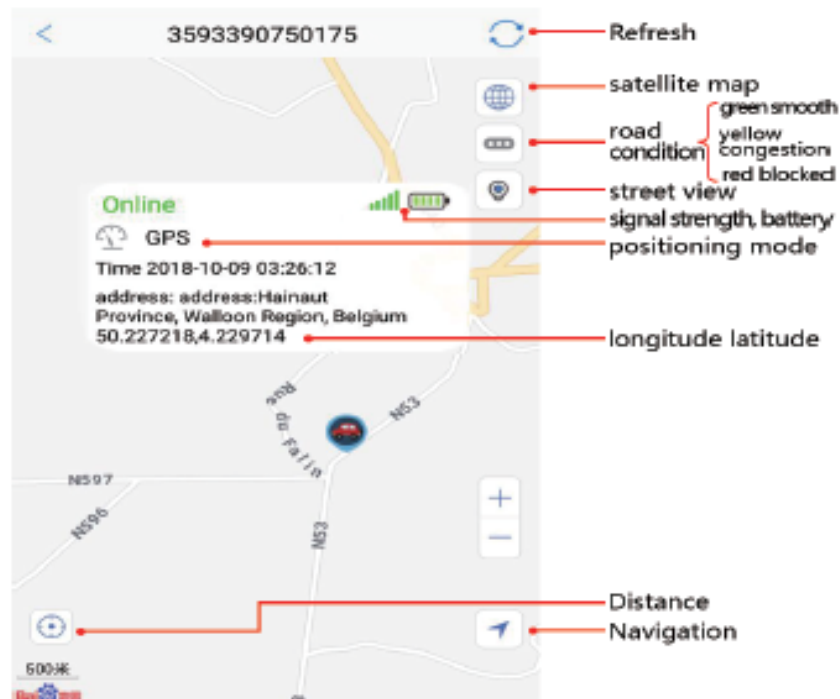 3593390750175
Refresh
satellite map
green smooth
road condition
yellow congestion
red blocked
street view
Online
signal strength, battery
GPS
positioning mode
Time 2018-10-09 03:26:12
address: address:Hainaut
Province, Walloon Region, Belgium
50.227218,4.229714
longitude latitude
Rue du Falin
N53
N597
N596
N53
Distance
Navigation
500米